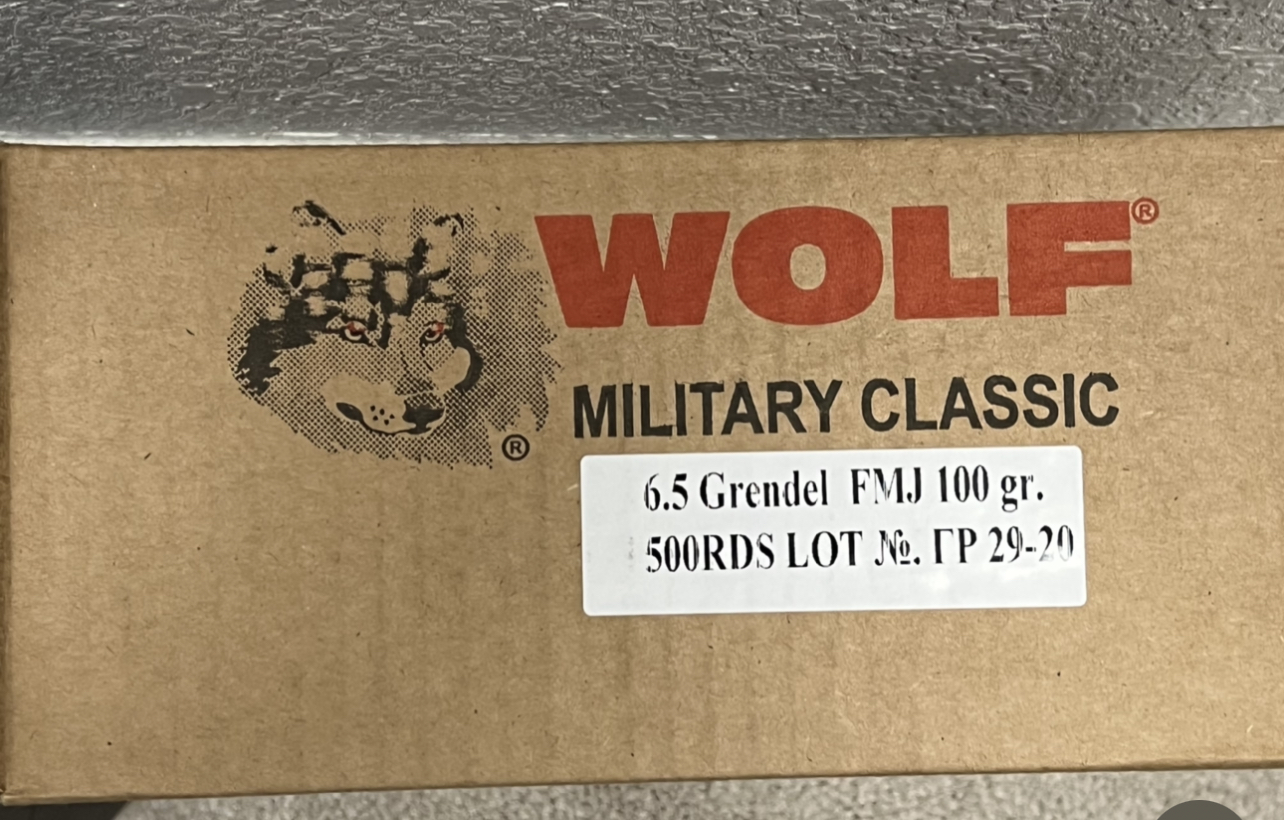 WOLF®
MILITARY CLASSIC
®
6.5 Grendel FMJ 100 gr.
500RDS LOT №. ГР 29-20